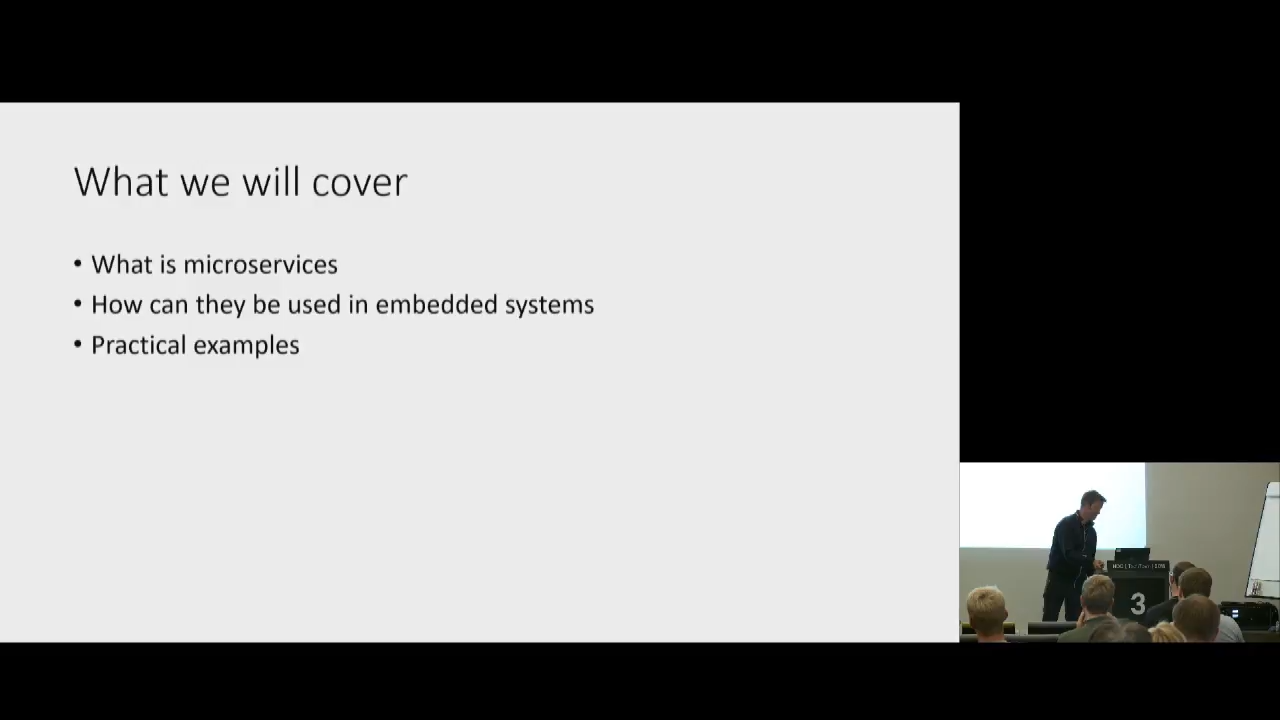 What we will cover
• What is microservices
• How can they be used in embedded systems
• Practical examples
3